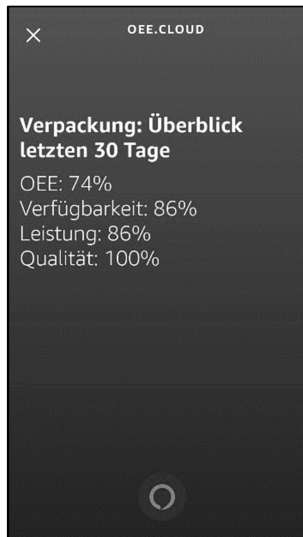 OEE.CLOUD
Verpackung: Überblick
letzten 30 Tage
OEE: 74%
Verfügbarkeit: 86%
Leistung: 86%
Qualität: 100%